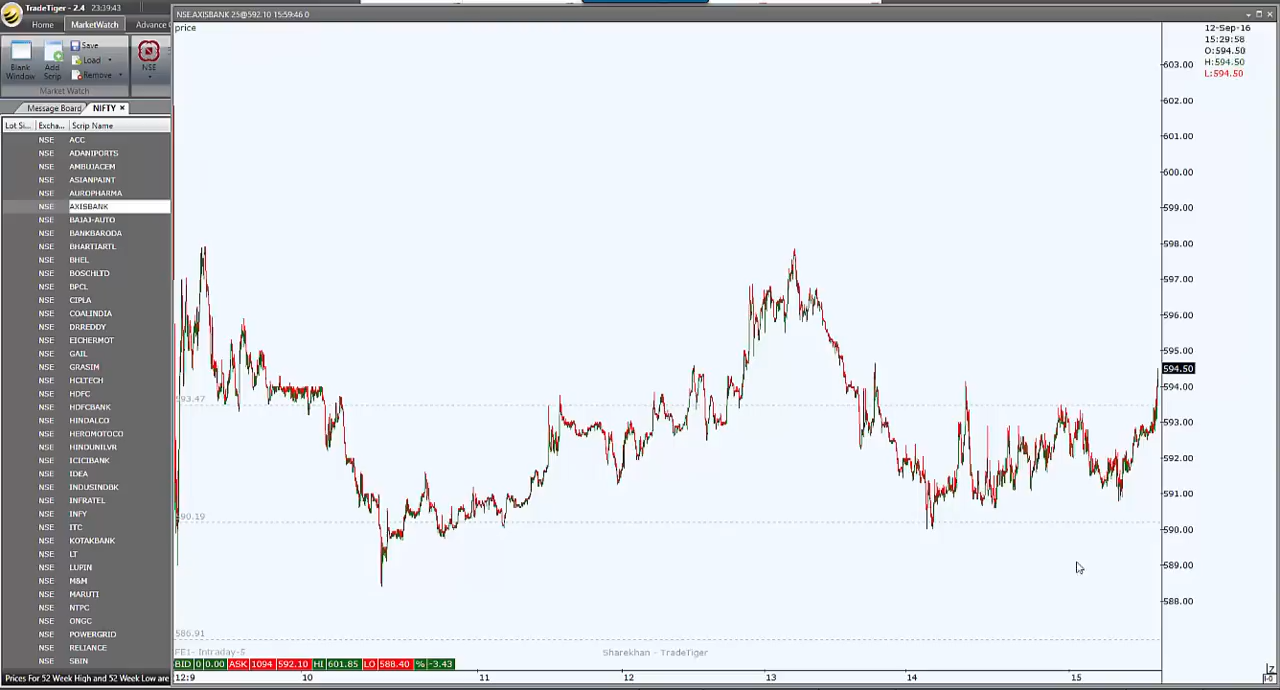 TradeTiger - 2.4 23:39:43
Home MarketWatch Advance
Blank Window
Add Scrip
Save
Load
Remove
NSE
Market Watch
Message Board NIFTY ×
Lot Si... Excha... Scrip Name
NSE ACC
NSE ADANIPORTS
NSE AMBUJACEM
NSE ASIANPAINT
NSE AUROPHARMA
NSE AXISBANK
NSE BAJAJ-AUTO
NSE BANKBARODA
NSE BHARTIARTL
NSE BHEL
NSE BOSCHLTD
NSE BPCL
NSE CIPLA
NSE COALINDIA
NSE DRREDDY
NSE EICHERMOT
NSE GAIL
NSE GRASIM
NSE HCLTECH
NSE HDFC
NSE HDFCBANK
NSE HINDALCO
NSE HEROMOTOCO
NSE HINDUNILVR
NSE ICICIBANK
NSE IDEA
NSE INDUSINDBK
NSE INFRATEL
NSE INFY
NSE ITC
NSE KOTAKBANK
NSE LT
NSE LUPIN
NSE M&M
NSE MARUTI
NSE NTPC
NSE ONGC
NSE POWERGRID
NSE RELIANCE
NSE SBIN
Prices For 52 Week High and 52 Week Low are
NSE:AXISBANK 25@592.10 15:59:46 0
price
12-Sep-16
15:29:58
O:594.50
H:594.50
L:594.50
603.00
602.00
601.00
600.00
599.00
598.00
597.00
596.00
595.00
594.50
594.00
593.00
592.00
591.00
590.00
589.00
588.00
593.47
590.19
586.91
FE1- Intraday-5
Sharekhan - TradeTiger
BID 0 0.00 ASK 1094 592.10 HI 601.85 LO 588.40 % -3.43
12:9 10 11 12 13 14 15